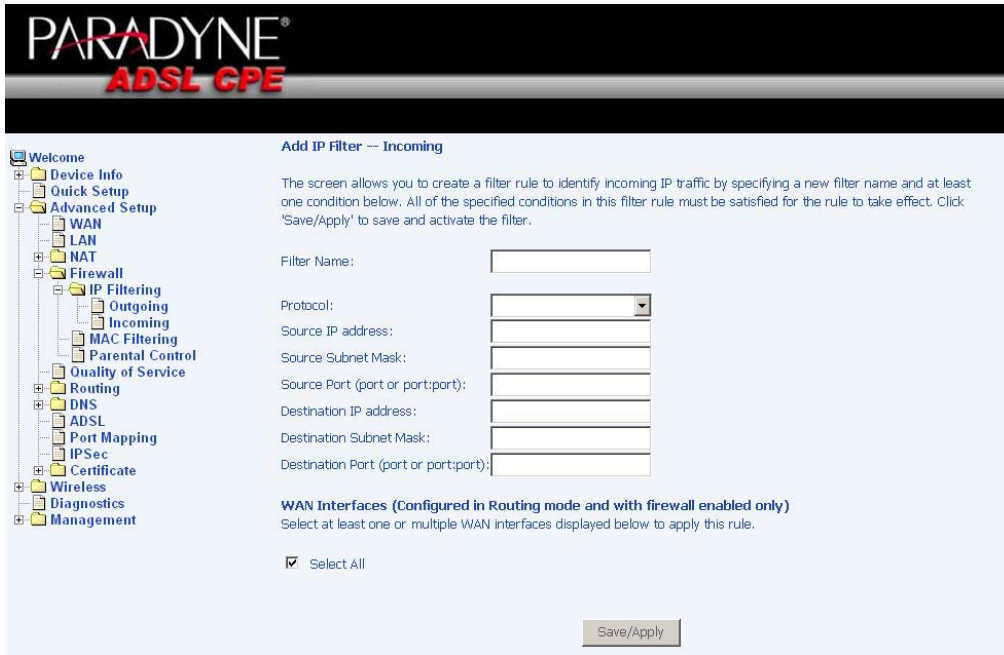 PARADYNE®
ADSL CPE
Welcome
Device Info
Quick Setup
Advanced Setup
WAN
LAN
NAT
Firewall
IP Filtering
Outgoing
Incoming
MAC Filtering
Parental Control
Quality of Service
Routing
DNS
ADSL
Port Mapping
IPSec
Certificate
Wireless
Diagnostics
Management
Add IP Filter -- Incoming
The screen allows you to create a filter rule to identify incoming IP traffic by specifying a new filter name and at least
one condition below. All of the specified conditions in this filter rule must be satisfied for the rule to take effect. Click
'Save/Apply' to save and activate the filter.
Filter Name:
Protocol:
Source IP address:
Source Subnet Mask:
Source Port (port or port:port):
Destination IP address:
Destination Subnet Mask:
Destination Port (port or port:port):
WAN Interfaces (Configured in Routing mode and with firewall enabled only)
Select at least one or multiple WAN interfaces displayed below to apply this rule.
Select All
Save/Apply